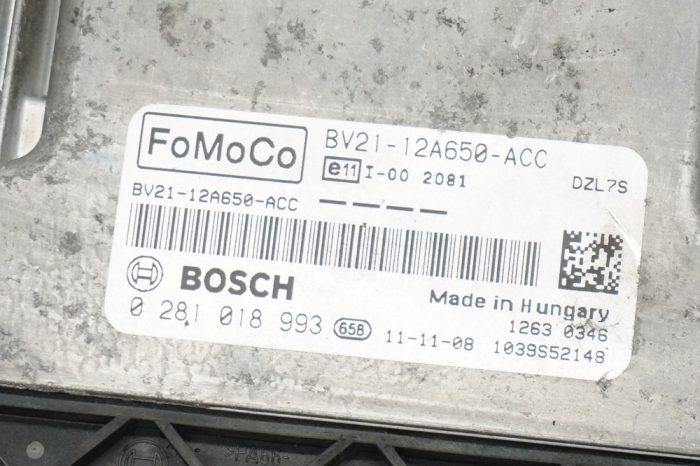 FoMoCo BV21-12A650-ACC
e11 I-00 2081 DZL7S
BV21-12A650-ACC ————
BOSCH Made in Hungary
0 281 018 993 658 11-11-08 1263 0346
1039S52148
>PA66-